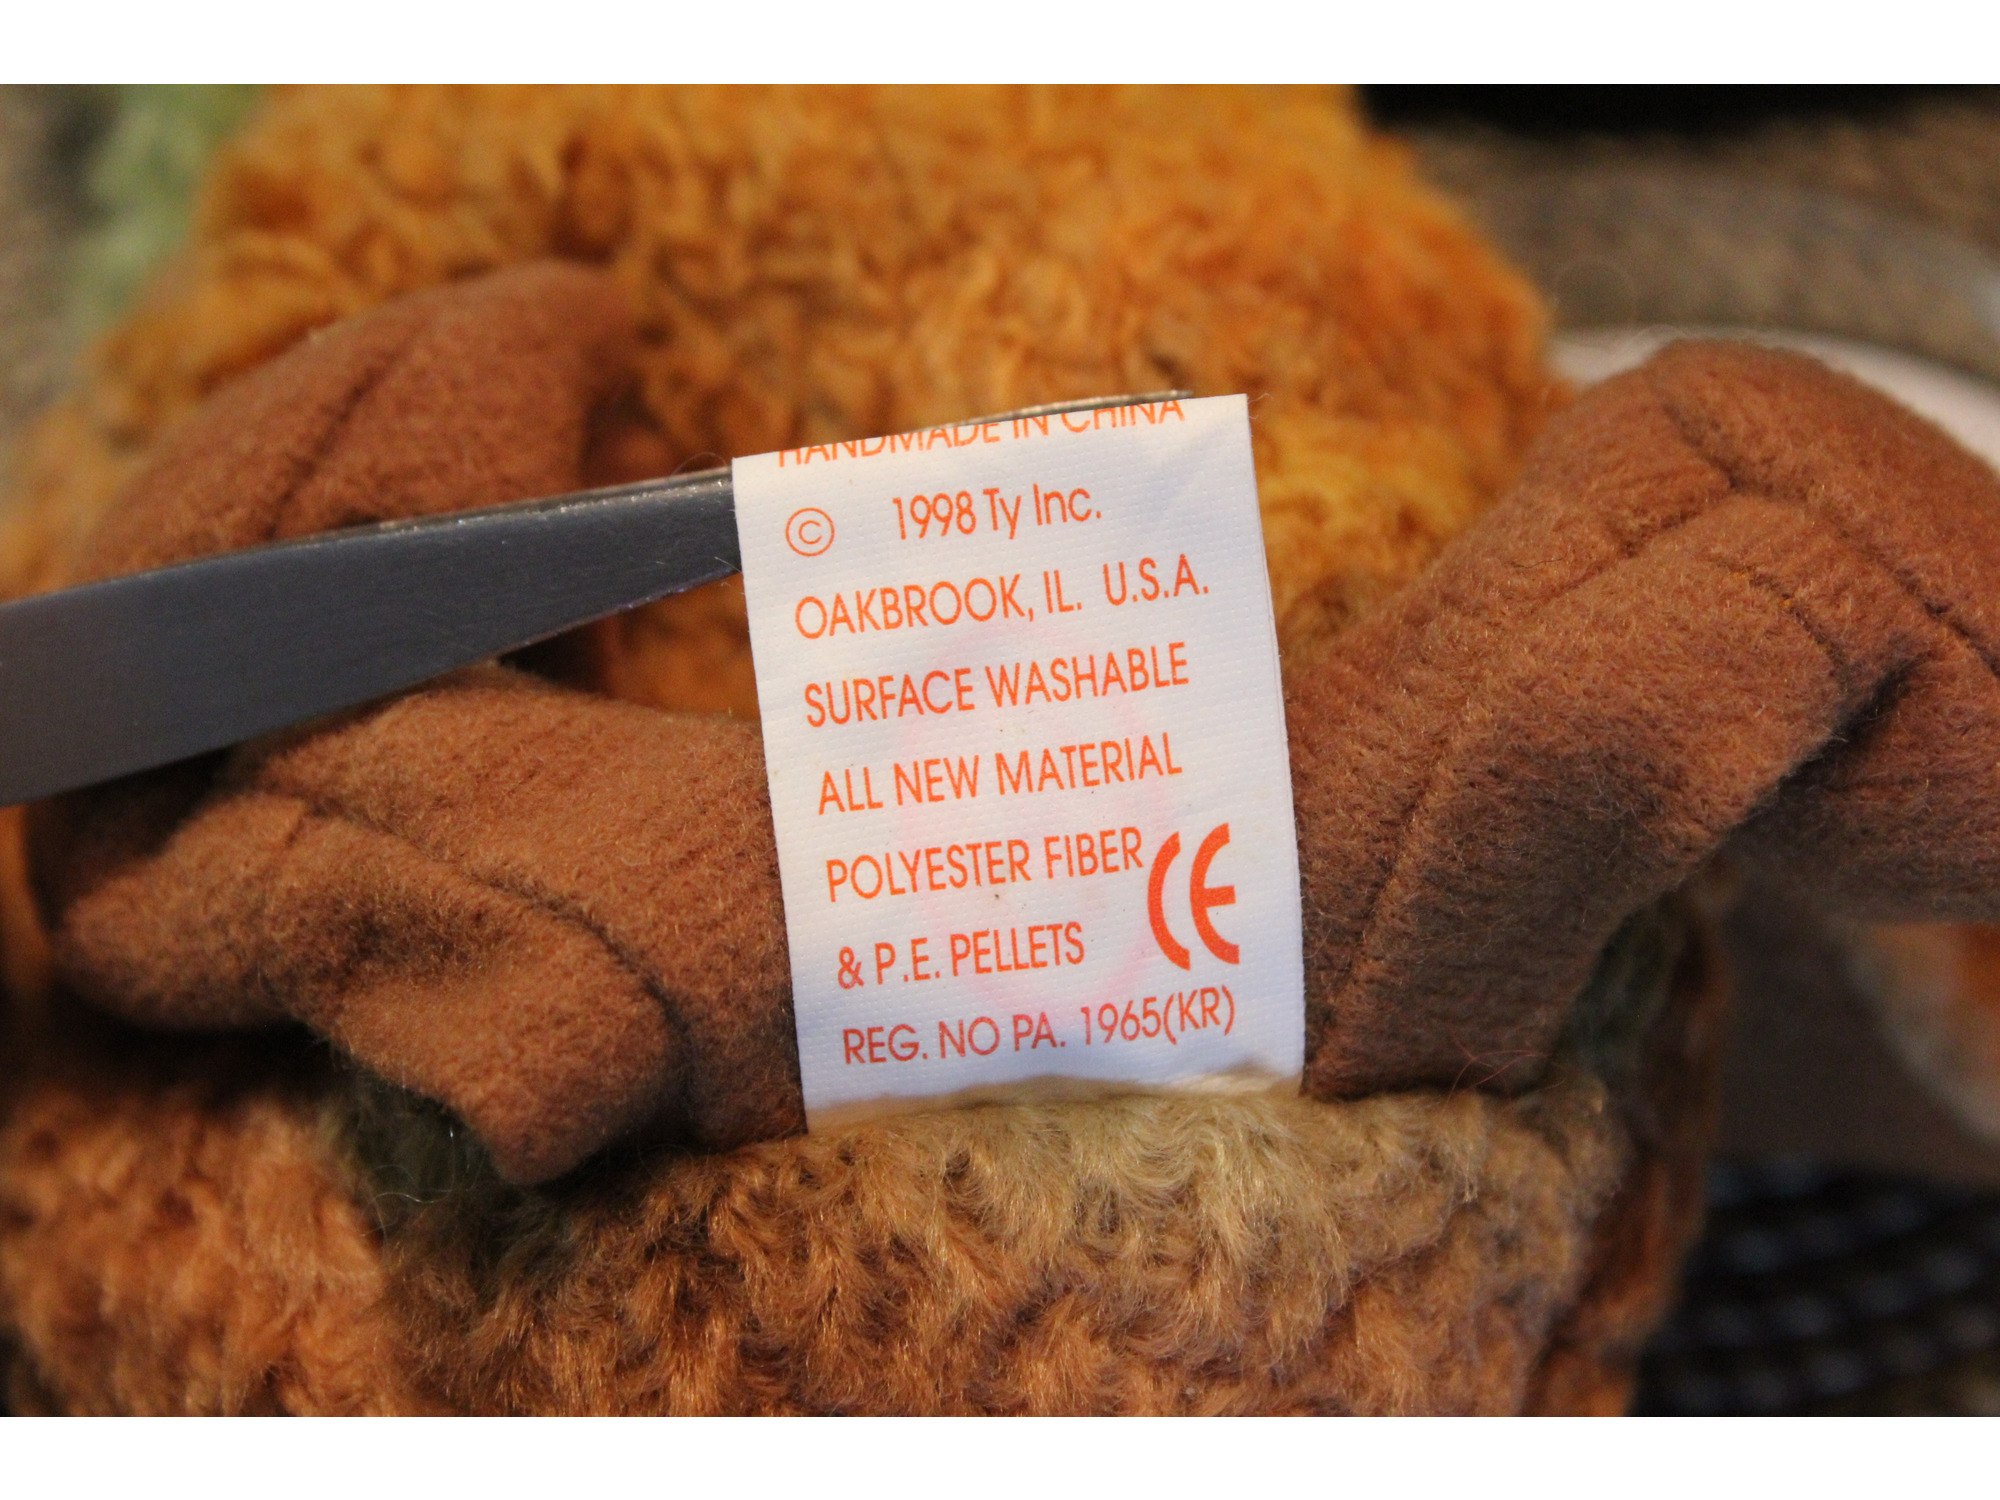 HANDMADE IN CHINA
© 1998 Ty Inc.
OAKBROOK, IL. U.S.A.
SURFACE WASHABLE
ALL NEW MATERIAL
POLYESTER FIBER
& P.E. PELLETS
CE
REG. NO PA. 1965(KR)